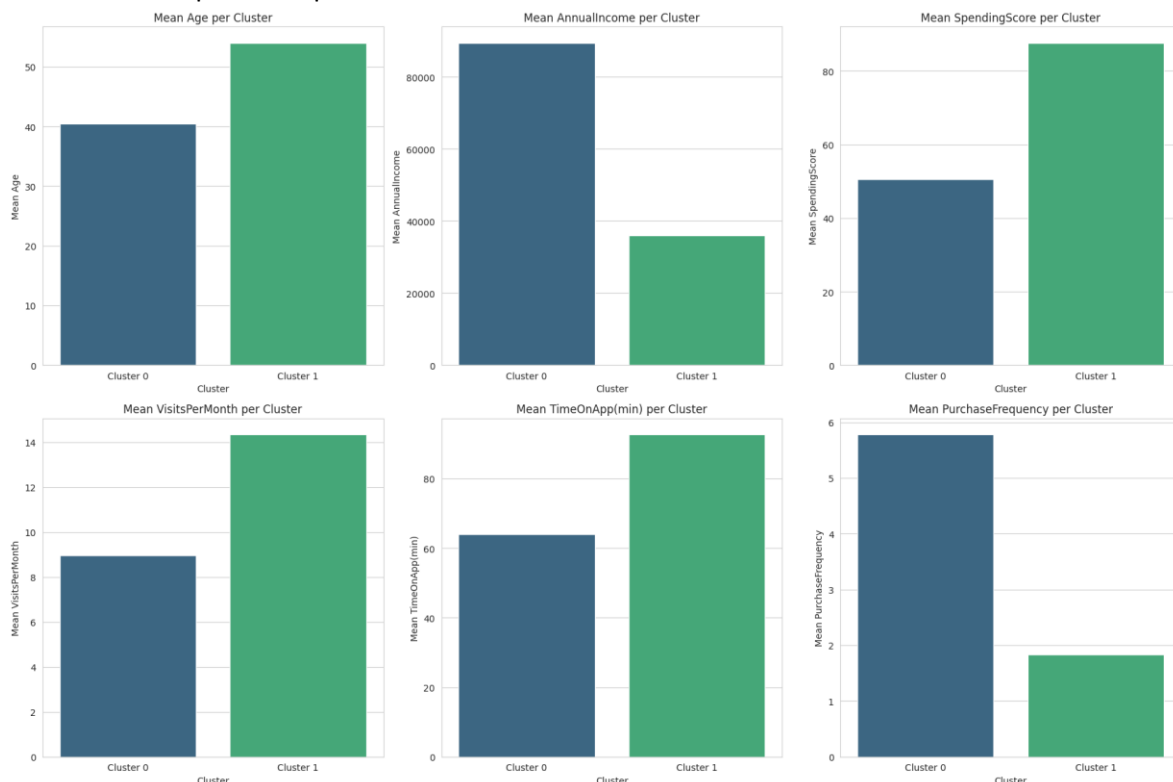 Mean Age per Cluster
Mean Age
50
40
30
20
10
0
Cluster 0 Cluster 1
Cluster
Mean AnnualIncome per Cluster
Mean AnnualIncome
80000
60000
40000
20000
0
Cluster 0 Cluster 1
Cluster
Mean SpendingScore per Cluster
Mean SpendingScore
80
60
40
20
0
Cluster 0 Cluster 1
Cluster
Mean VisitsPerMonth per Cluster
Mean VisitsPerMonth
14
12
10
8
6
4
2
0
Cluster 0 Cluster 1
Cluster
Mean TimeOnApp(min) per Cluster
Mean TimeOnApp(min)
80
60
40
20
0
Cluster 0 Cluster 1
Cluster
Mean PurchaseFrequency per Cluster
Mean PurchaseFrequency
6
5
4
3
2
1
0
Cluster 0 Cluster 1
Cluster